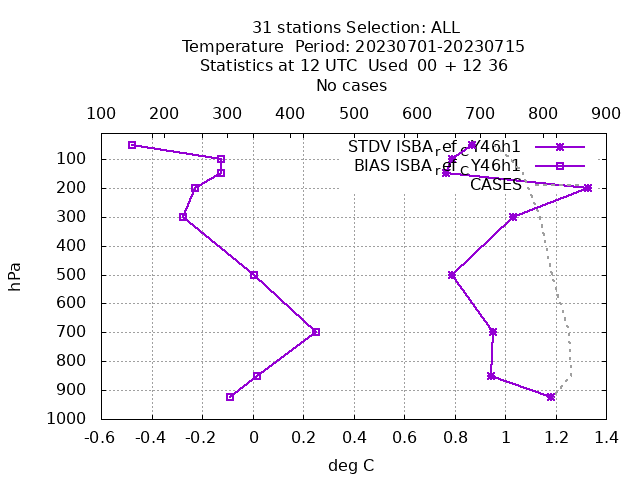 31 stations Selection: ALL
Temperature  Period: 20230701-20230715
Statistics at 12 UTC  Used  00 + 12 36
No cases
100 200 300 400 500 600 700 800 900
STDV ISBA_ref_CY46h1
BIAS ISBA_ref_CY46h1
CASES
100
200
300
400
500
600
700
800
900
1000
hPa
-0.6 -0.4 -0.2 0 0.2 0.4 0.6 0.8 1 1.2 1.4
deg C